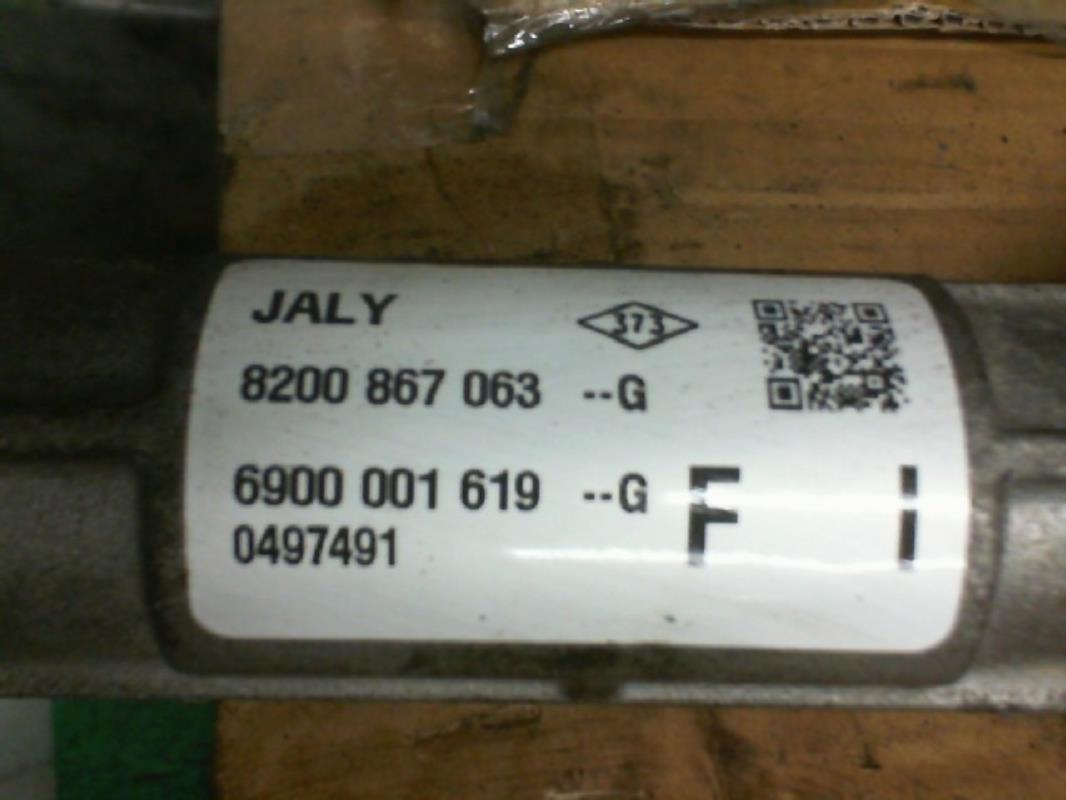 JALY
373
8200 867 063 --G
6900 001 619 --G F I
0497491